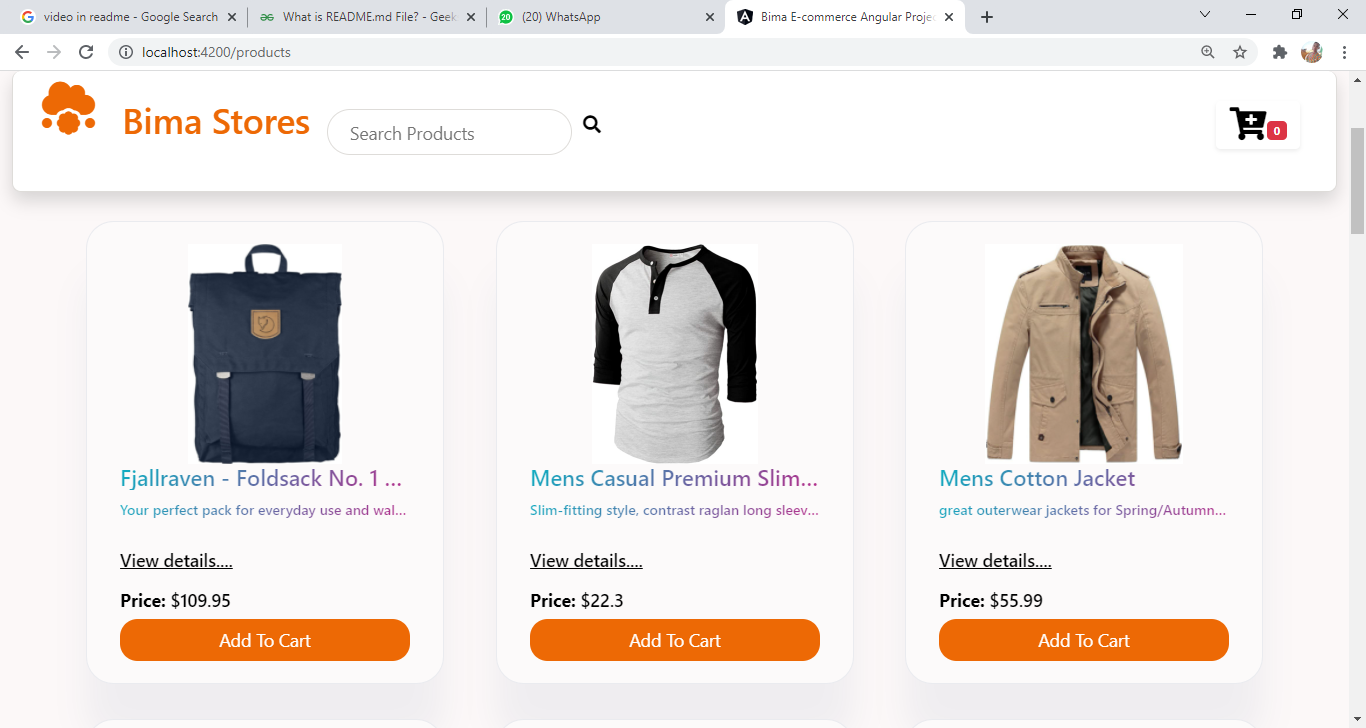 video in readme - Google Search
What is README.md File? - Geek
(20) WhatsApp
Bima E-commerce Angular Proje
localhost:4200/products
Bima Stores
Search Products
0
Fjallraven - Foldsack No. 1 ...
Mens Casual Premium Slim...
Mens Cotton Jacket
Your perfect pack for everyday use and wal...
Slim-fitting style, contrast raglan long sleev...
great outerwear jackets for Spring/Autumn...
View details....
View details....
View details....
Price: $109.95
Price: $22.3
Price: $55.99
Add To Cart
Add To Cart
Add To Cart